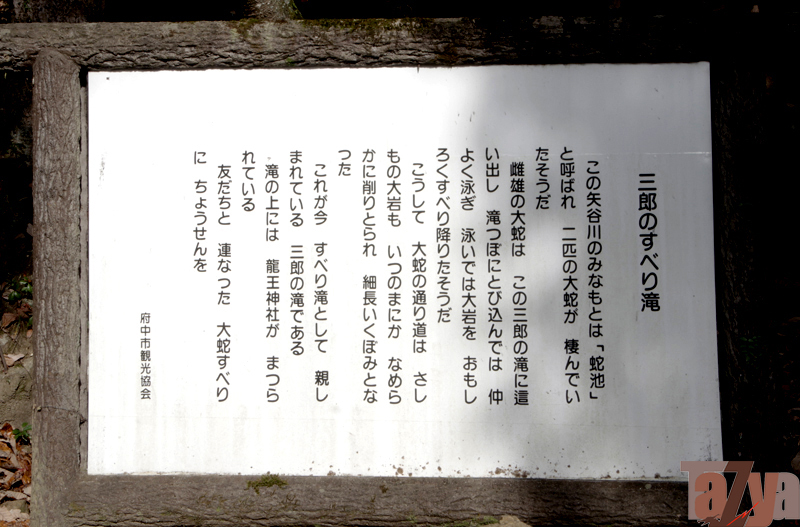 三郎のすべり滝
この矢谷川のみなもとは「蛇池」
と呼ばれ 二匹の大蛇が 棲んでい
たそうだ
雌雄の大蛇は この三郎の滝に這
い出し 滝つぼにとび込んでは 仲
よく泳ぎ 泳いでは大岩を おもし
ろくすべり降りたそうだ
こうして 大蛇の通り道は さし
もの大岩も いつのまにか なめら
かに削りとられ 細長いくぼみとな
つた
これが今 すべり滝として 親し
まれている 三郎の滝である
滝の上には 龍王神社が まつら
れている
友だちと 連なつた 大蛇すべり
に ちょうせんを
府中市観光協会
TaZya